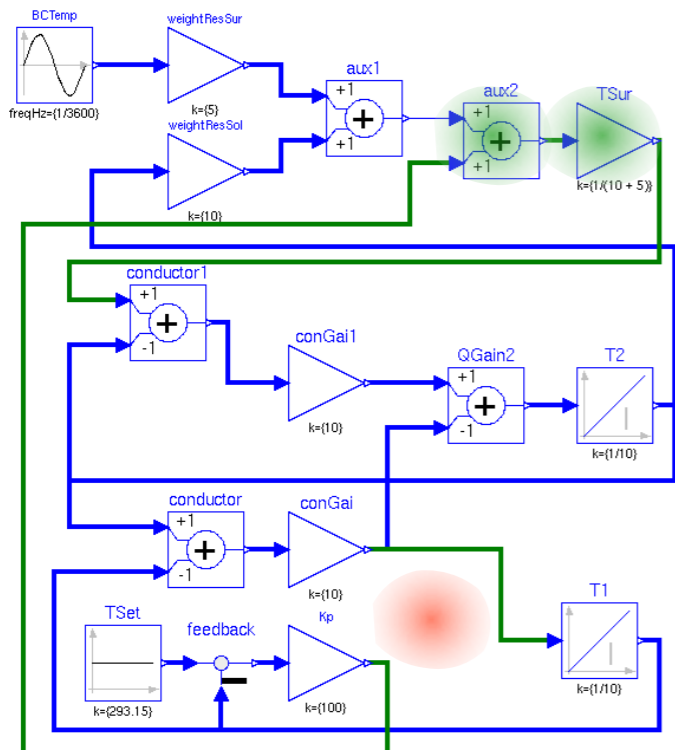 BCTemp
freqHz={1/3600}
weightResSur
k={5}
aux1
+1
+1
weightResSol
k={10}
aux2
+1
+1
TSur
k={1/(10 + 5)}
conductor1
+1
-1
conGai1
k={10}
QGain2
+1
-1
T2
k={1/10}
conductor
+1
-1
conGai
k={10}
TSet
k={293.15}
feedback
Kp
k={100}
T1
k={1/10}